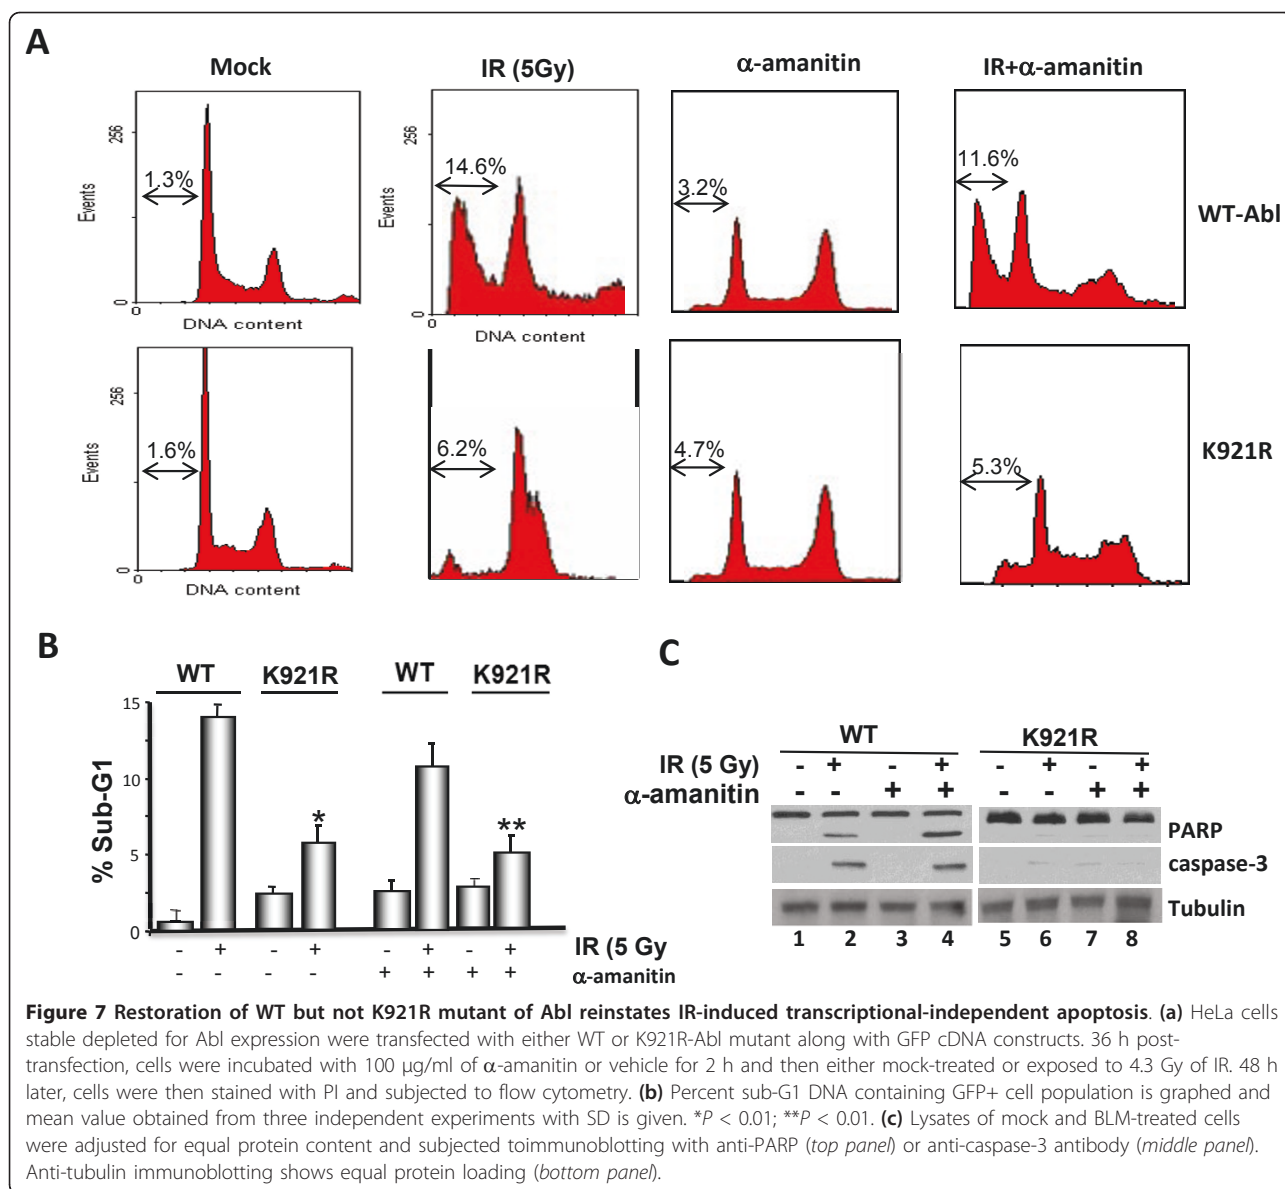 A
Mock
IR (5Gy)
α-amanitin
IR+α-amanitin
256
Events
0
1.3%
0
DNA content
256
Events
0
14.6%
0
DNA content
3.2%
11.6%
WT-Abl
256
Events
0
1.6%
0
DNA content
6.2%
4.7%
5.3%
K921R
B
WT
K921R
WT
K921R
15
10
5
0
% Sub-G1
*
**
- + - + - + - + IR (5 Gy
- - - - + + + + α-amanitin
C
WT
K921R
IR (5 Gy) - + - + - + - +
α-amanitin - - + + - - + +
PARP
caspase-3
Tubulin
1 2 3 4 5 6 7 8
Figure 7 Restoration of WT but not K921R mutant of Abl reinstates IR-induced transcriptional-independent apoptosis. (a) HeLa cells
stable depleted for Abl expression were transfected with either WT or K921R-Abl mutant along with GFP cDNA constructs. 36 h post-
transfection, cells were incubated with 100 μg/ml of α-amanitin or vehicle for 2 h and then either mock-treated or exposed to 4.3 Gy of IR. 48 h
later, cells were then stained with PI and subjected to flow cytometry. (b) Percent sub-G1 DNA containing GFP+ cell population is graphed and
mean value obtained from three independent experiments with SD is given. *P < 0.01; **P < 0.01. (c) Lysates of mock and BLM-treated cells
were adjusted for equal protein content and subjected toimmunoblotting with anti-PARP (top panel) or anti-caspase-3 antibody (middle panel).
Anti-tubulin immunoblotting shows equal protein loading (bottom panel).